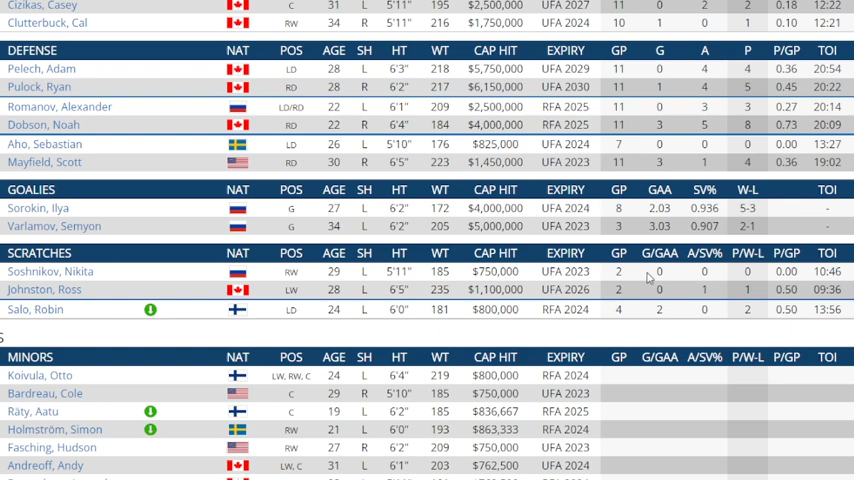 Cizikas, Casey C 31 L 5'11" 195 $2,500,000 UFA 2027 11 0 2 2 0.18 12:22
Clutterbuck, Cal RW 34 R 5'11" 216 $1,750,000 UFA 2024 10 1 0 1 0.10 12:21
DEFENSE NAT POS AGE SH HT WT CAP HIT EXPIRY GP G A P P/GP TOI
Pelech, Adam LD 28 L 6'3" 218 $5,750,000 UFA 2029 11 0 4 4 0.36 20:54
Pulock, Ryan RD 28 R 6'2" 217 $6,150,000 UFA 2030 11 1 4 5 0.45 20:22
Romanov, Alexander LD/RD 22 L 6'1" 209 $2,500,000 RFA 2025 11 0 3 3 0.27 20:14
Dobson, Noah RD 22 R 6'4" 184 $4,000,000 RFA 2025 11 3 5 8 0.73 20:09
Aho, Sebastian LD 26 L 5'10" 176 $825,000 UFA 2024 7 0 0 0 0.00 13:27
Mayfield, Scott RD 30 R 6'5" 223 $1,450,000 UFA 2023 11 3 1 4 0.36 19:02
GOALIES NAT POS AGE SH HT WT CAP HIT EXPIRY GP GAA SV% W-L TOI
Sorokin, Ilya G 27 L 6'2" 172 $4,000,000 UFA 2024 8 2.03 0.936 5-3 -
Varlamov, Semyon G 34 L 6'2" 205 $5,000,000 UFA 2023 3 3.03 0.907 2-1 -
SCRATCHES NAT POS AGE SH HT WT CAP HIT EXPIRY GP G/GAA A/SV% P/W-L P/GP TOI
Soshnikov, Nikita RW 29 L 5'11" 185 $750,000 UFA 2023 2 0 0 0 0.00 10:46
Johnston, Ross LW 28 L 6'5" 235 $1,100,000 UFA 2026 2 0 1 1 0.50 09:36
Salo, Robin LD 24 L 6'0" 181 $800,000 RFA 2024 4 2 0 2 0.50 13:56
S
MINORS NAT POS AGE SH HT WT CAP HIT EXPIRY GP G/GAA A/SV% P/W-L P/GP TOI
Koivula, Otto LW, RW, C 24 L 6'4" 219 $800,000 RFA 2024
Bardreau, Cole C 29 R 5'10" 185 $750,000 UFA 2023
Räty, Aatu C 19 L 6'2" 185 $836,667 RFA 2025
Holmström, Simon RW 21 L 6'0" 193 $863,333 RFA 2024
Fasching, Hudson RW 27 R 6'2" 209 $750,000 UFA 2023
Andreoff, Andy LW, C 31 L 6'1" 203 $762,500 UFA 2024